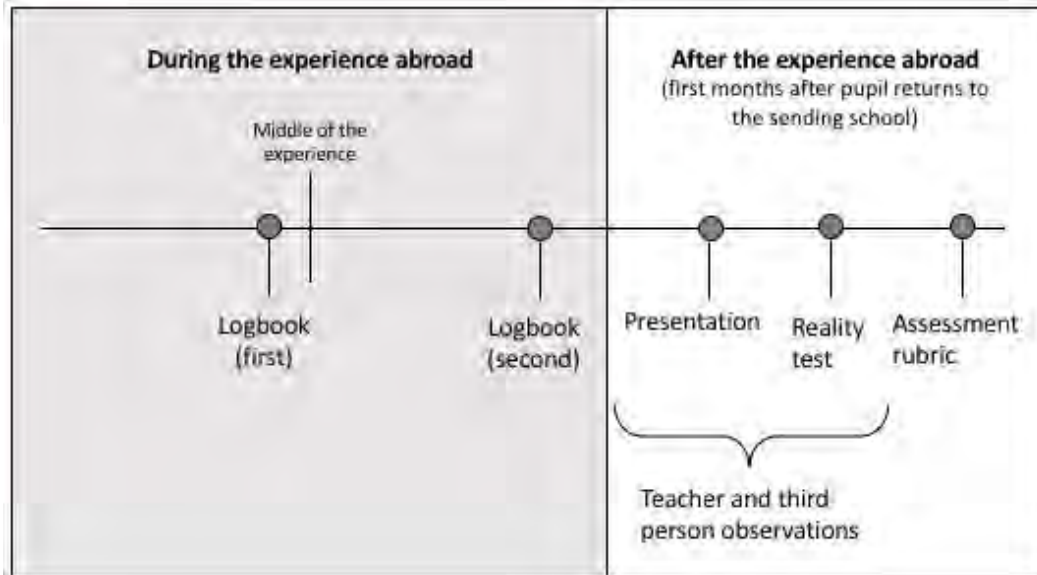 During the experience abroad
Middle of the
experience
Logbook
(first)
Logbook
(second)
After the experience abroad
(first months after pupil returns to
the sending school)
Presentation
Reality
test
Assessment
rubric
Teacher and third
person observations